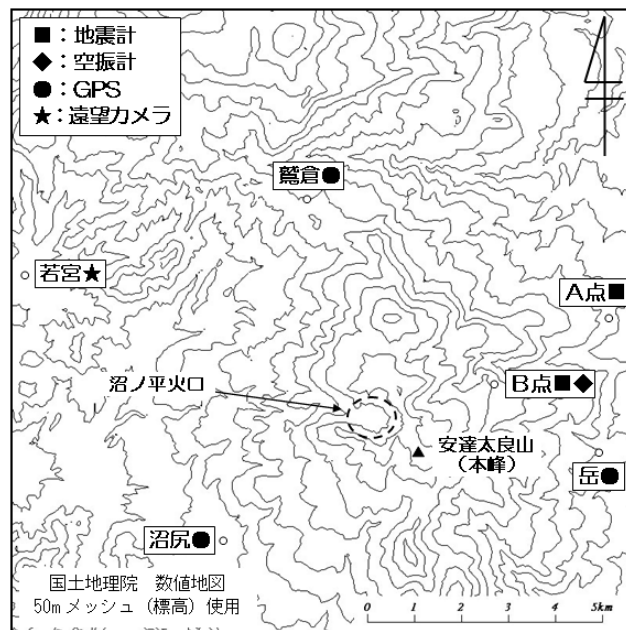 ■：地震計
◆：空振計
●：GPS
★：遠望カメラ
鷲倉●
若宮★
A点■
沼ノ平火口
B点■◆
安達太良山
（本峰）
岳●
沼尻●
国土地理院 数値地図
50mメッシュ（標高）使用
0 1 2 3 4 5km